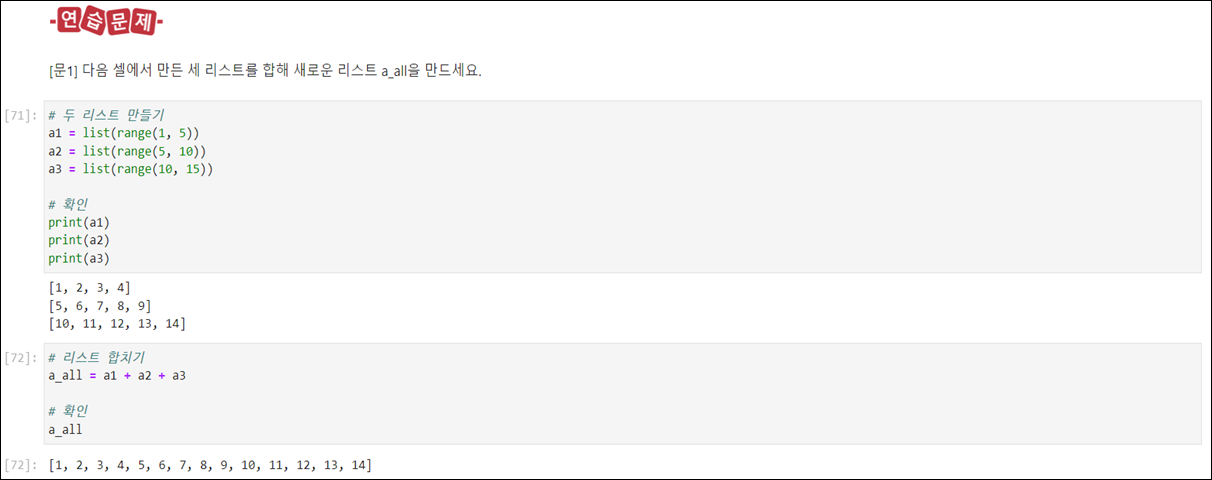 -연습문제-
[문1] 다음 셀에서 만든 세 리스트를 합해 새로운 리스트 a_all을 만드세요.
[71]: # 두 리스트 만들기
a1 = list(range(1, 5))
a2 = list(range(5, 10))
a3 = list(range(10, 15))
# 확인
print(a1)
print(a2)
print(a3)
[1, 2, 3, 4]
[5, 6, 7, 8, 9]
[10, 11, 12, 13, 14]
[72]: # 리스트 합치기
a_all = a1 + a2 + a3
# 확인
a_all
[72]: [1, 2, 3, 4, 5, 6, 7, 8, 9, 10, 11, 12, 13, 14]